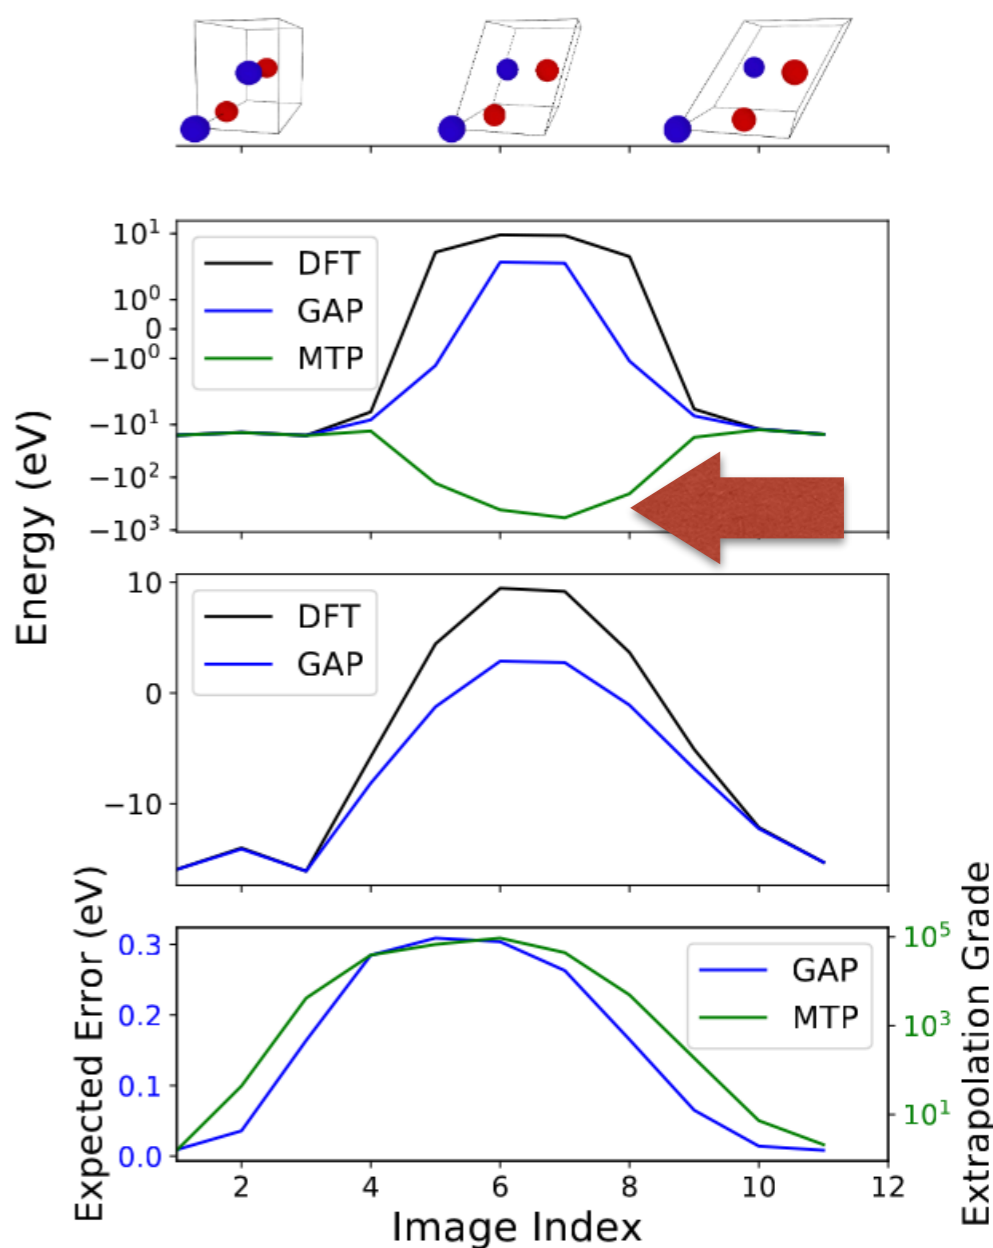 10¹
10⁰
0
−10⁰
−10¹
−10²
−10³
DFT
GAP
MTP
Energy (eV)
10
0
−10
DFT
GAP
Expected Error (eV)
0.3
0.2
0.1
0.0
GAP
MTP
10⁵
10³
10¹
Extrapolation Grade
2 4 6 8 10 12
Image Index